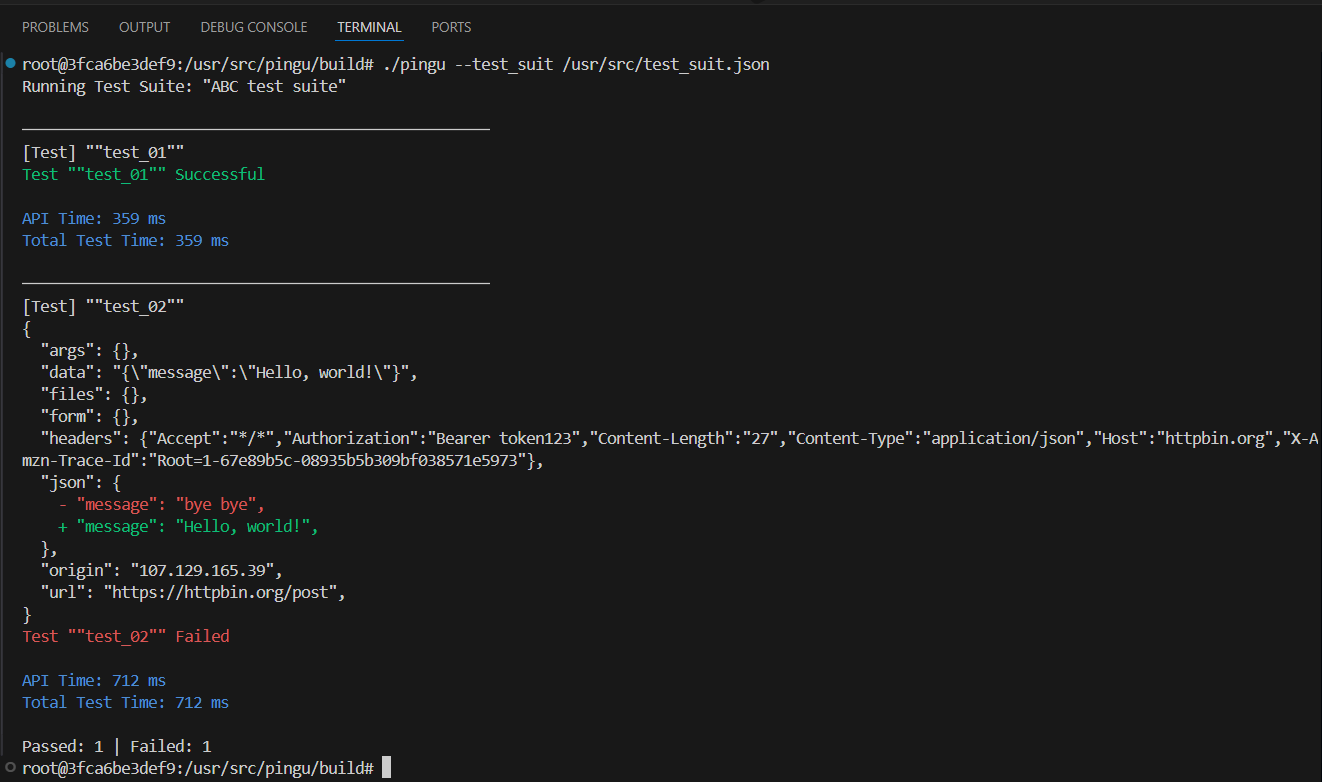 PROBLEMS OUTPUT DEBUG CONSOLE TERMINAL PORTS
root@3fca6be3def9:/usr/src/pingu/build# ./pingu --test_suit /usr/src/test_suit.json
Running Test Suite: "ABC test suite"
[Test] ""test_01""
Test ""test_01"" Successful
API Time: 359 ms
Total Test Time: 359 ms
[Test] ""test_02""
{
  "args": {},
  "data": "{\"message\":\"Hello, world!\"}",
  "files": {},
  "form": {},
  "headers": {"Accept":"*/*","Authorization":"Bearer token123","Content-Length":"27","Content-Type":"application/json","Host":"httpbin.org","X-A
mzn-Trace-Id":"Root=1-67e89b5c-08935b5b309bf038571e5973"},
  "json": {
    - "message": "bye bye",
    + "message": "Hello, world!",
  },
  "origin": "107.129.165.39",
  "url": "https://httpbin.org/post",
}
Test ""test_02"" Failed
API Time: 712 ms
Total Test Time: 712 ms
Passed: 1 | Failed: 1
root@3fca6be3def9:/usr/src/pingu/build#